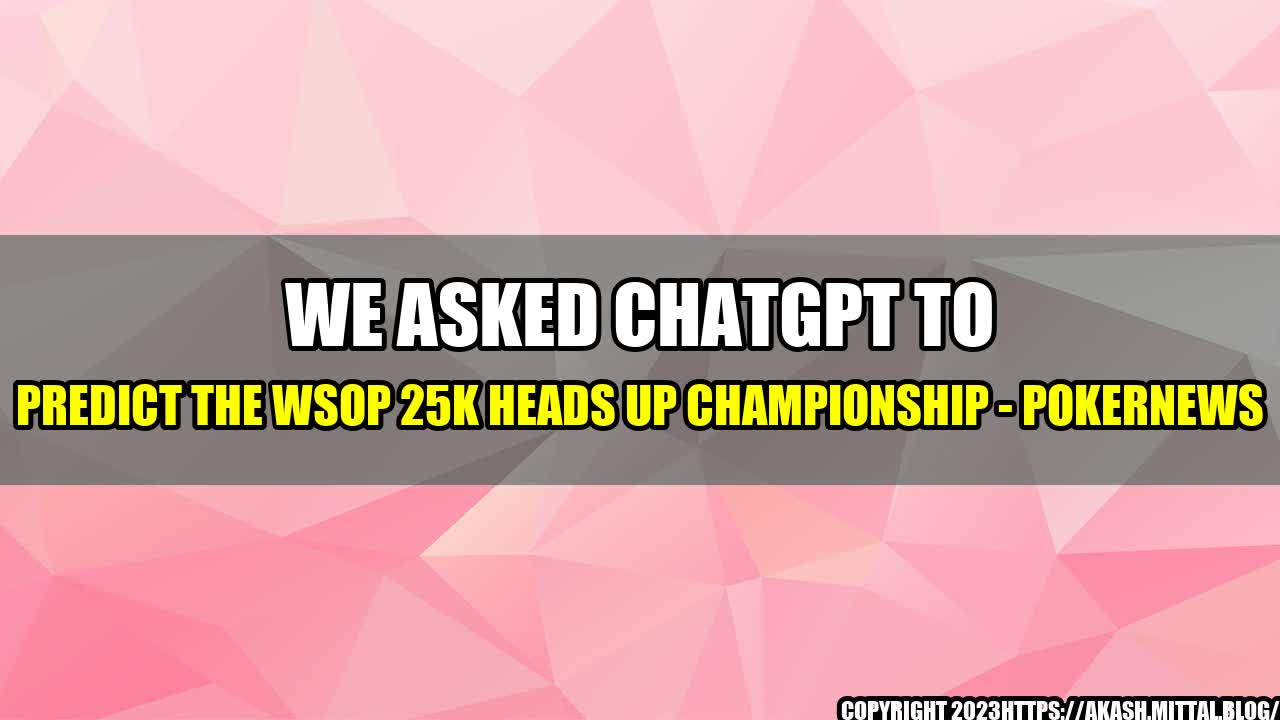 WE ASKED CHATGPT TO
PREDICT THE WSOP 25K HEADS UP CHAMPIONSHIP - POKERNEWS
COPYRIGHT 2023HTTPS://AKASH.MITTAL.BLOG/